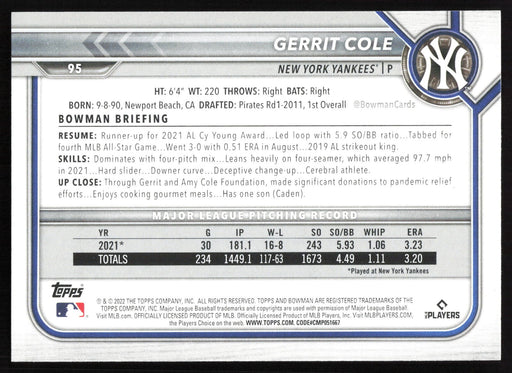 GERRIT COLE
95
NEW YORK YANKEES® | P
NY
HT: 6'4" WT: 220 THROWS: Right BATS: Right
BORN: 9-8-90, Newport Beach, CA DRAFTED: Pirates Rd1-2011, 1st Overall @BowmanCards
BOWMAN BRIEFING
RESUME: Runner-up for 2021 AL Cy Young Award...Led loop with 5.9 SO/BB ratio...Tabbed for
fourth MLB All-Star Game...Went 3-0 with 0.51 ERA in August...2019 AL strikeout king.
SKILLS: Dominates with four-pitch mix...Leans heavily on four-seamer, which averaged 97.7 mph
in 2021...Hard slider...Downer curve...Deceptive change...Cerebral athlete.
UP CLOSE: Through Gerrit and Amy Cole Foundation, made significant donations to pandemic relief
efforts...Enjoys cooking gourmet meals...Has one son (Caden).
MAJOR LEAGUE PITCHING RECORD
YR G IP W-L SO SO/BB WHIP ERA
2021* 30 181.1 16-8 243 5.93 1.06 3.23
TOTALS 234 1449.1 117-63 1673 4.49 1.11 3.20
*Played at New York Yankees
Topps
® & © 2022 THE TOPPS COMPANY, INC. ALL RIGHTS RESERVED. TOPPS AND BOWMAN ARE REGISTERED TRADEMARKS OF THE
TOPPS COMPANY, INC. Major League Baseball trademarks and copyrights are used with permission of Major League Baseball.
Visit MLB.com. OFFICIALLY LICENSED PRODUCT OF MLB. Official Licensed Product of MLB Players, Inc. Visit MLBPLAYERS.com,
the Players Choice on the web. WWW.TOPPS.COM. CODE#CMP051667
PLAYERS